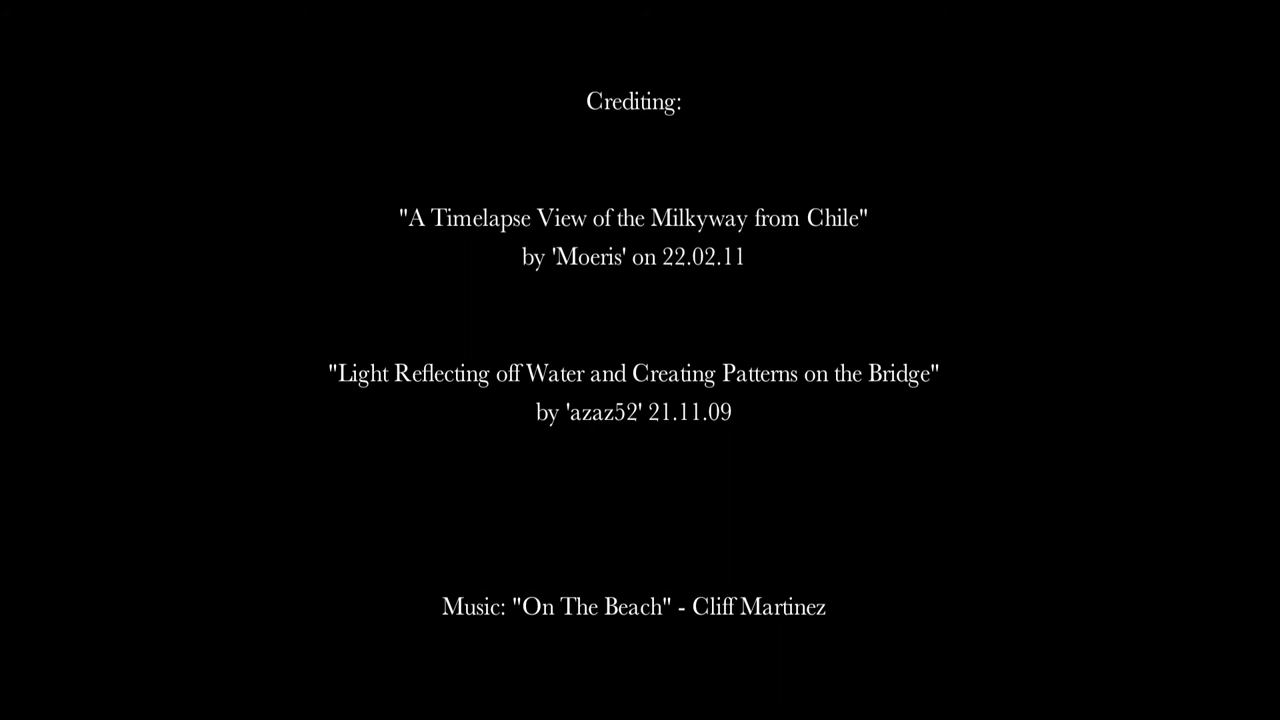 Crediting:
"A Timelapse View of the Milkyway from Chile"
by 'Moeris' on 22.02.11
"Light Reflecting off Water and Creating Patterns on the Bridge"
by 'azaz52' 21.11.09
Music: "On The Beach" - Cliff Martinez